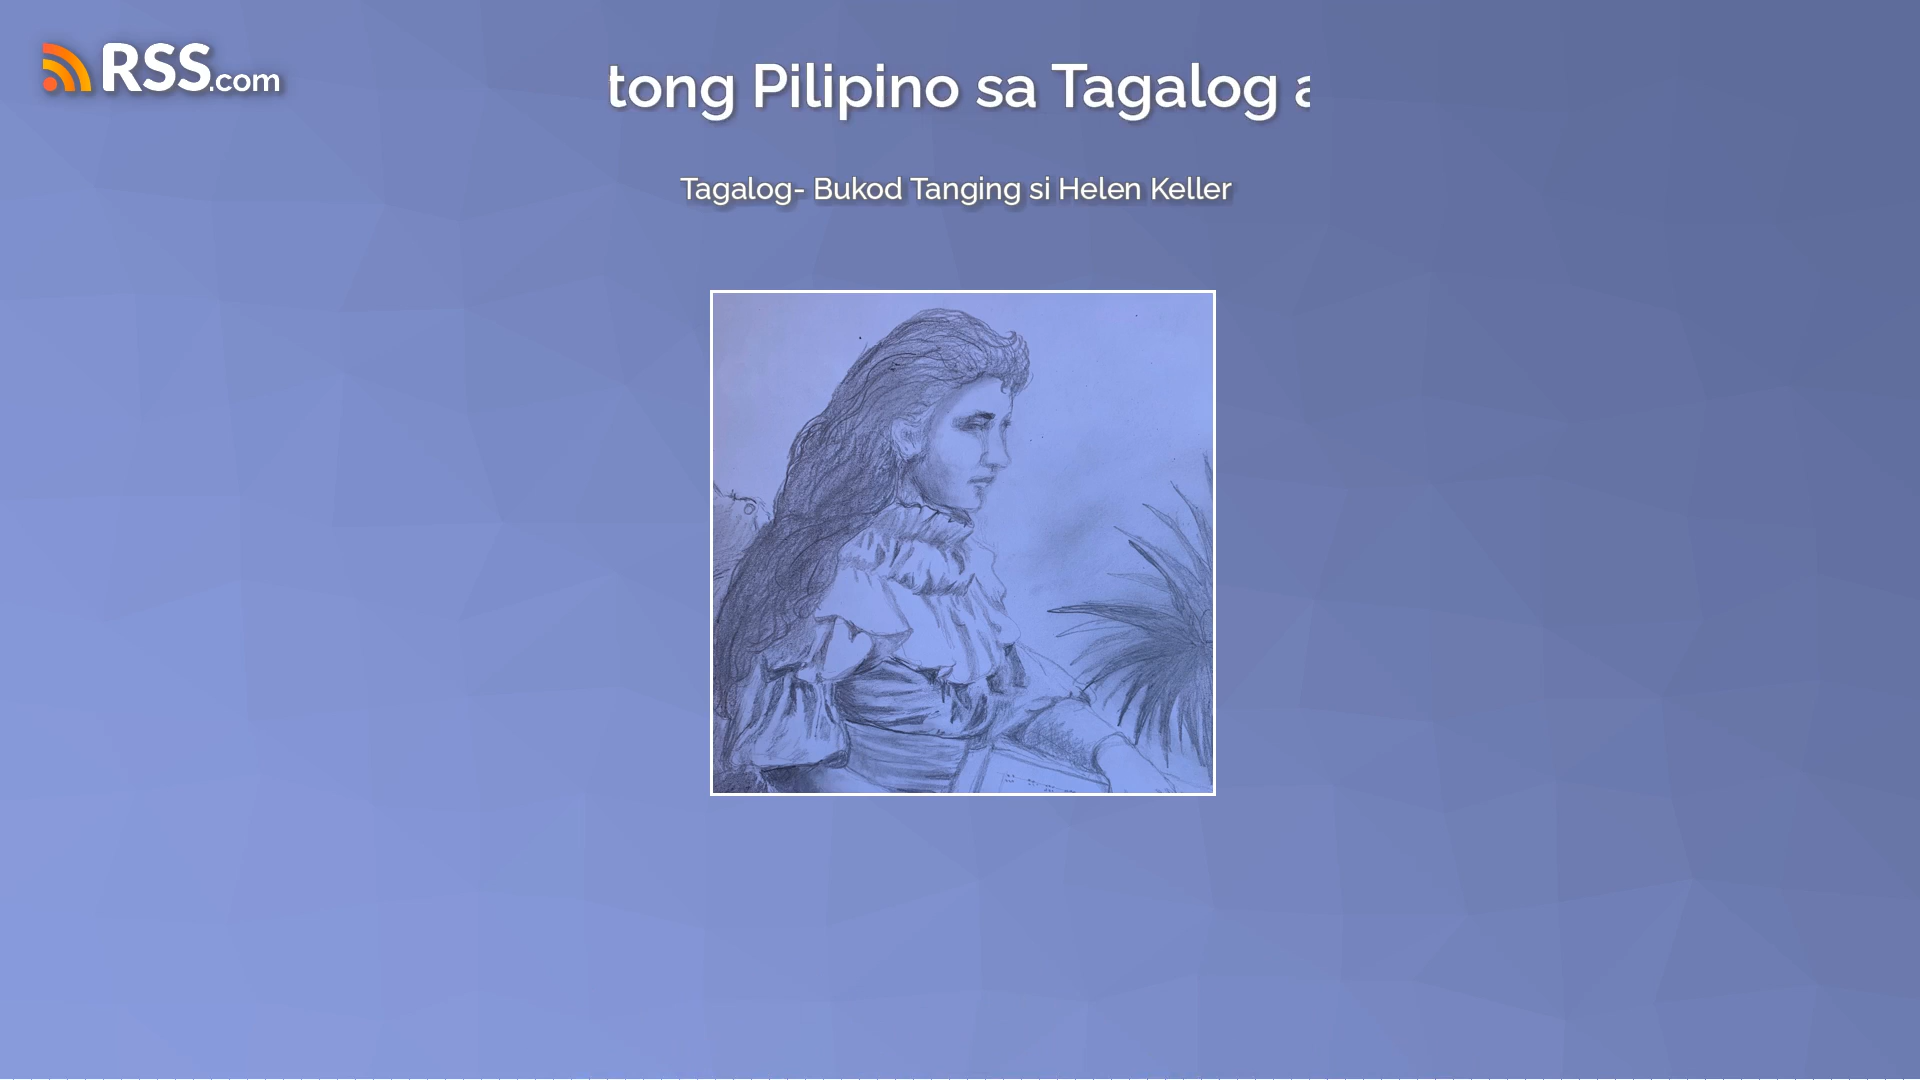 RSS.com
tong Pilipino sa Tagalog a
Tagalog- Bukod Tanging si Helen Keller